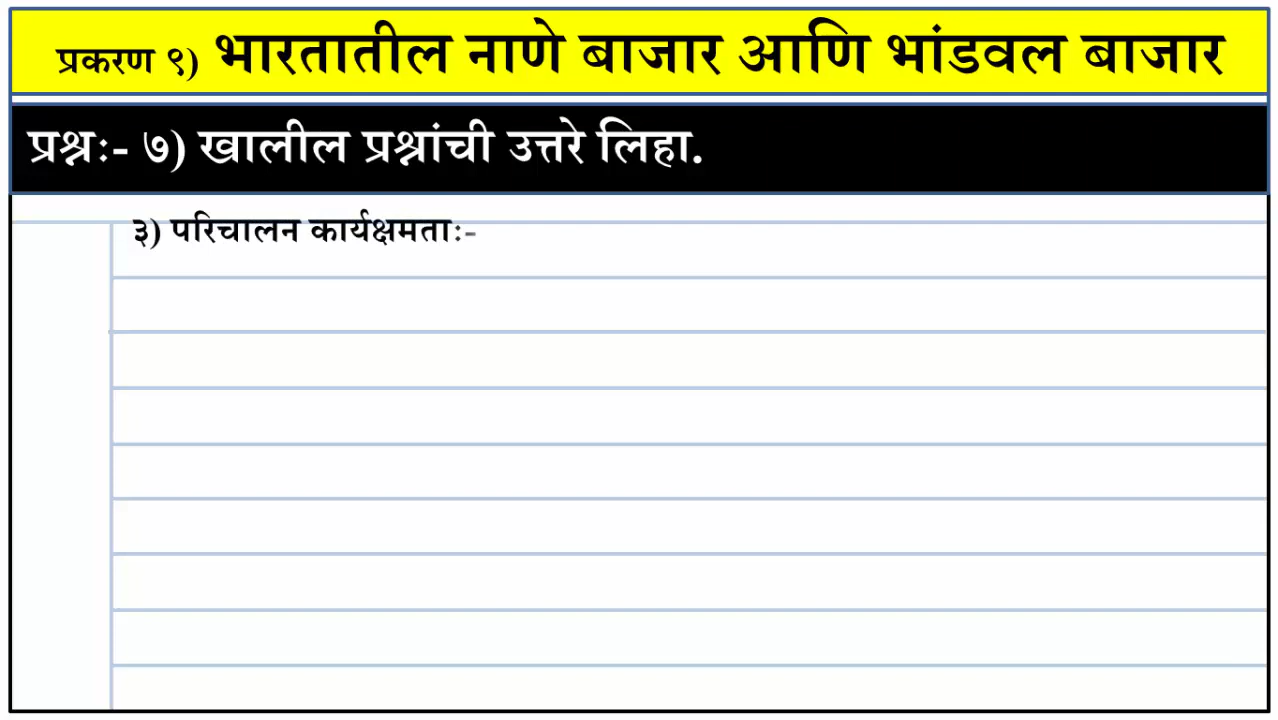 प्रकरण ९) भारतातील नाणे बाजार आणि भांडवल बाजार
प्रश्नः- ७) खालील प्रश्नांची उत्तरे लिहा.
३) परिचालन कार्यक्षमताः-